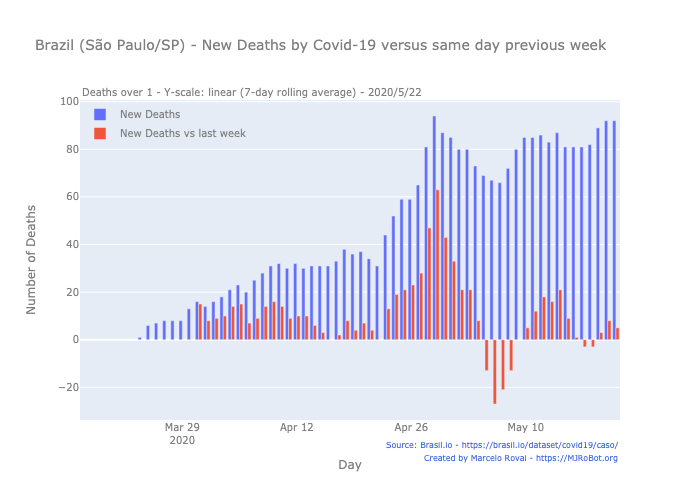 Brazil (São Paulo/SP) - New Deaths by Covid-19 versus same day previous week
Deaths over 1 - Y-scale: linear (7-day rolling average) - 2020/5/22
New Deaths
New Deaths vs last week
Number of Deaths
100
80
60
40
20
0
−20
Mar 29
2020
Apr 12
Apr 26
May 10
Day
Source: Brasil.io - https://brasil.io/dataset/covid19/caso/
Created by Marcelo Rovai - https://MJRoBot.org